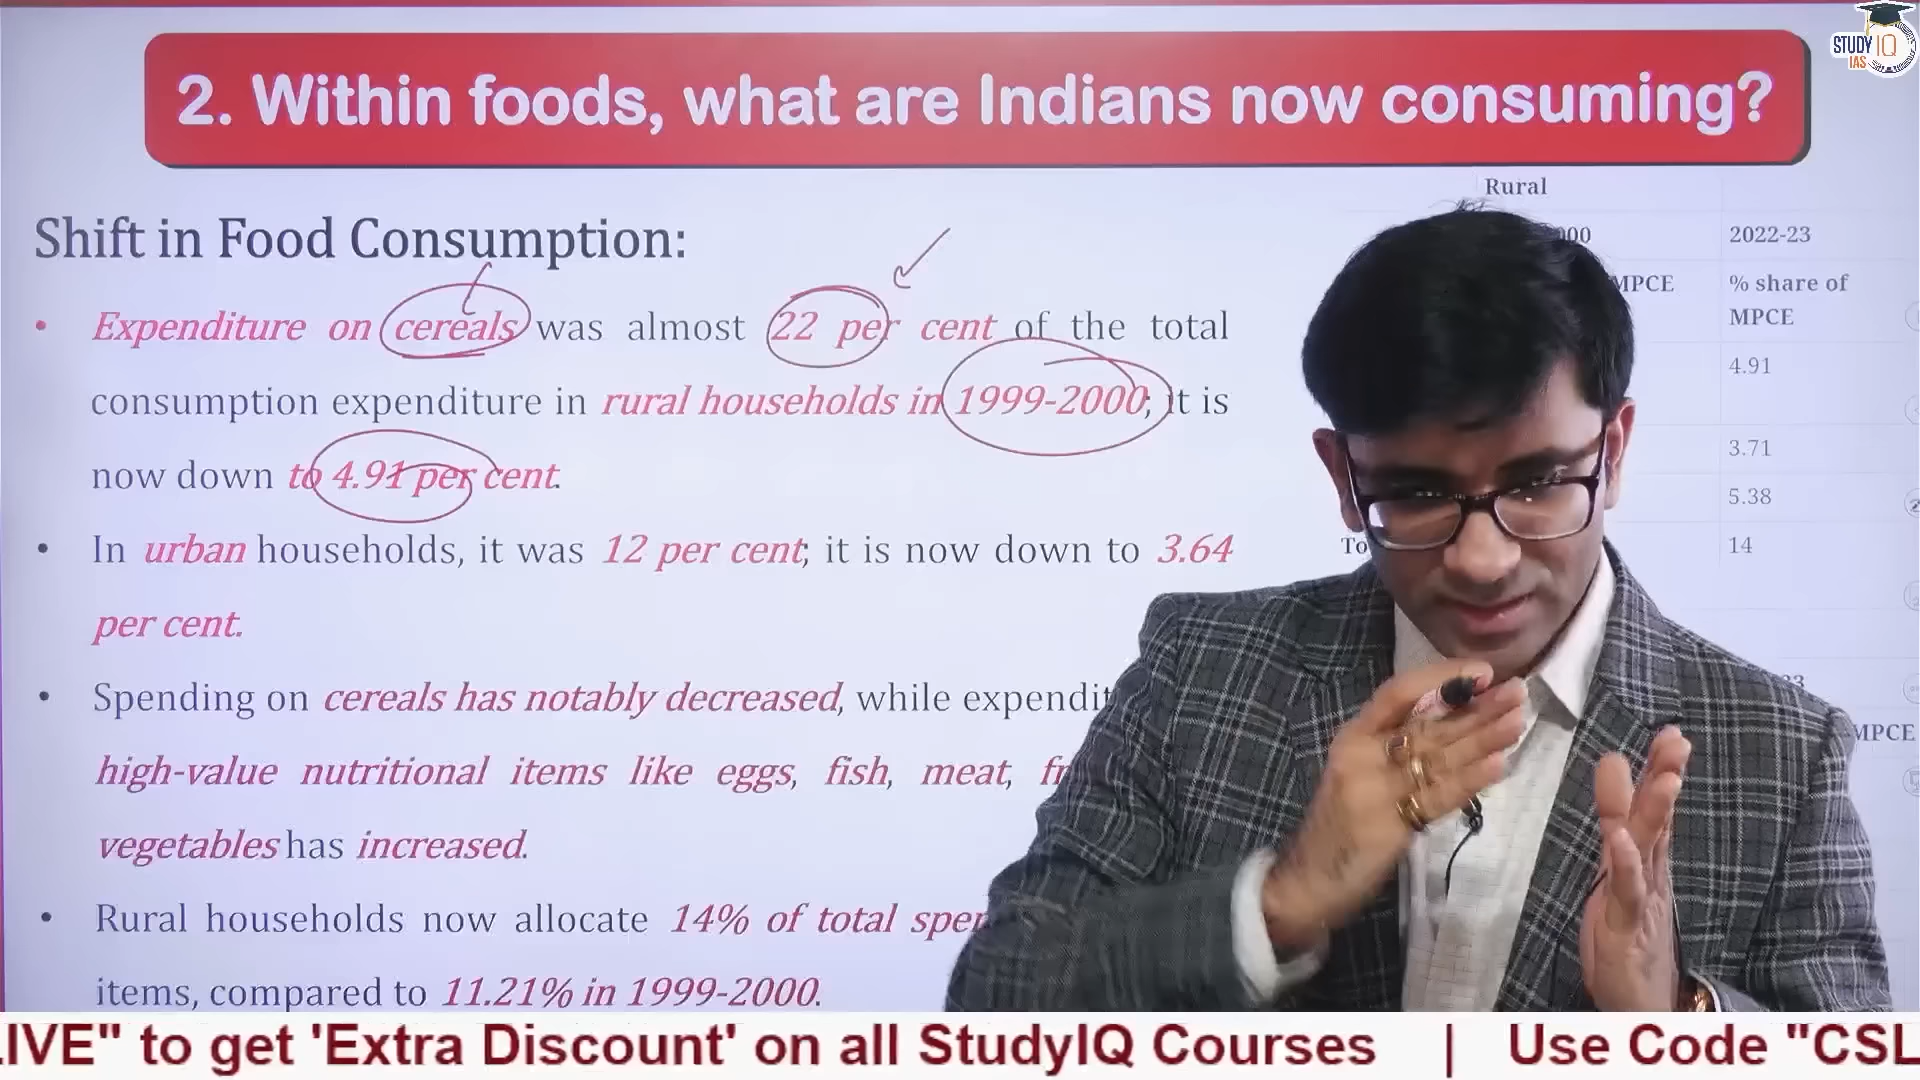 STUDY IQ
IAS
2. Within foods, what are Indians now consuming?
Shift in Food Consumption:
• Expenditure on cereals was almost 22 per cent of the total
consumption expenditure in rural households in 1999-2000; it is
now down to 4.91 per cent.
• In urban households, it was 12 per cent; it is now down to 3.64
per cent.
• Spending on cereals has notably decreased, while
high-value nutritional items like eggs, fish, meat,
vegetables has increased.
• Rural households now allocate 14% of total
items, compared to 11.21% in 1999-2000.
Rural
2022-23
MPCE % share of
MPCE
4.91
3.71
5.38
14
MPCE
to get 'Extra Discount' on all StudyIQ Courses | Use Code